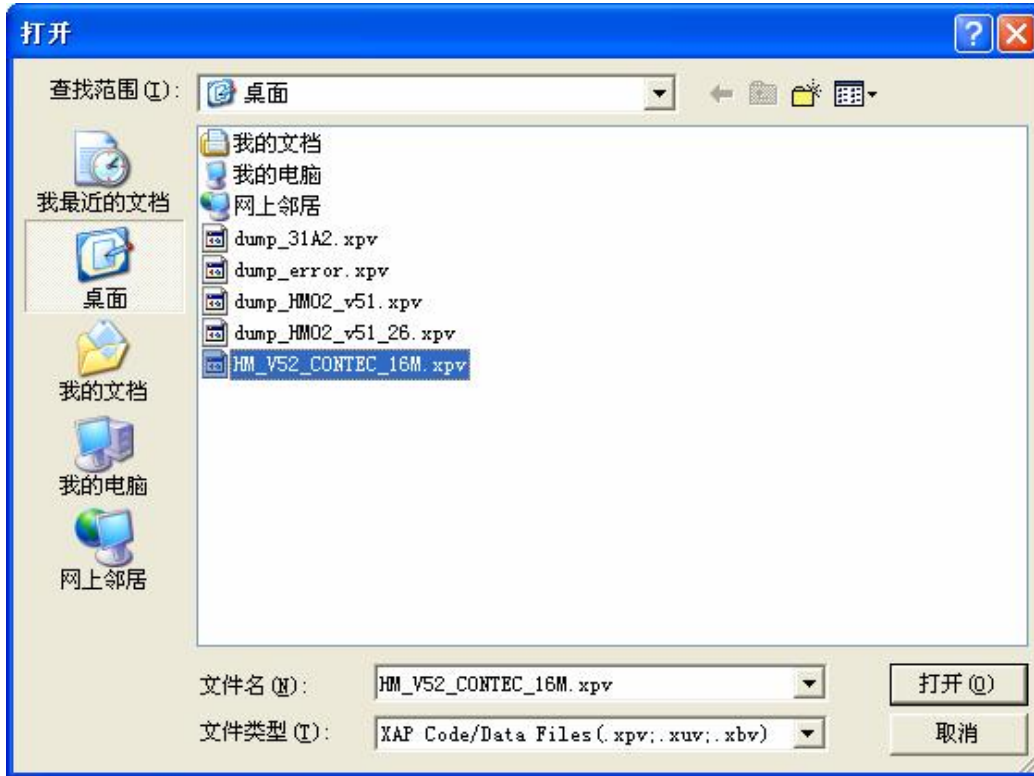 打开
查找范围(I):
桌面
我最近的文档
桌面
我的文档
我的电脑
网上邻居
我的文档
我的电脑
网上邻居
dump_31A2.xpv
dump_error.xpv
dump_HM02_v51.xpv
dump_HM02_v51_26.xpv
HM_V52_CONTEC_16M.xpv
文件名(N):
HM_V52_CONTEC_16M.xpv
打开(O)
文件类型(T):
XAP Code/Data Files(.xpv;.xuv;.xbv)
取消